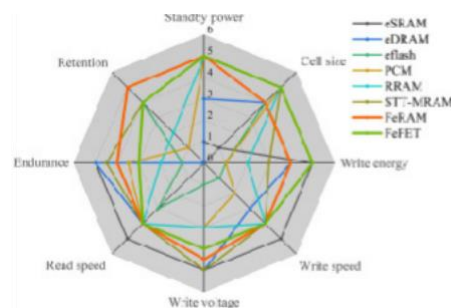 Standby power
6
5
4
3
2
1
0
Cell size
Write energy
Write speed
Write voltage
Read speed
Endurance
Retention
eSRAM
eDRAM
eflash
PCM
RRAM
STT-MRAM
FeRAM
FeFET